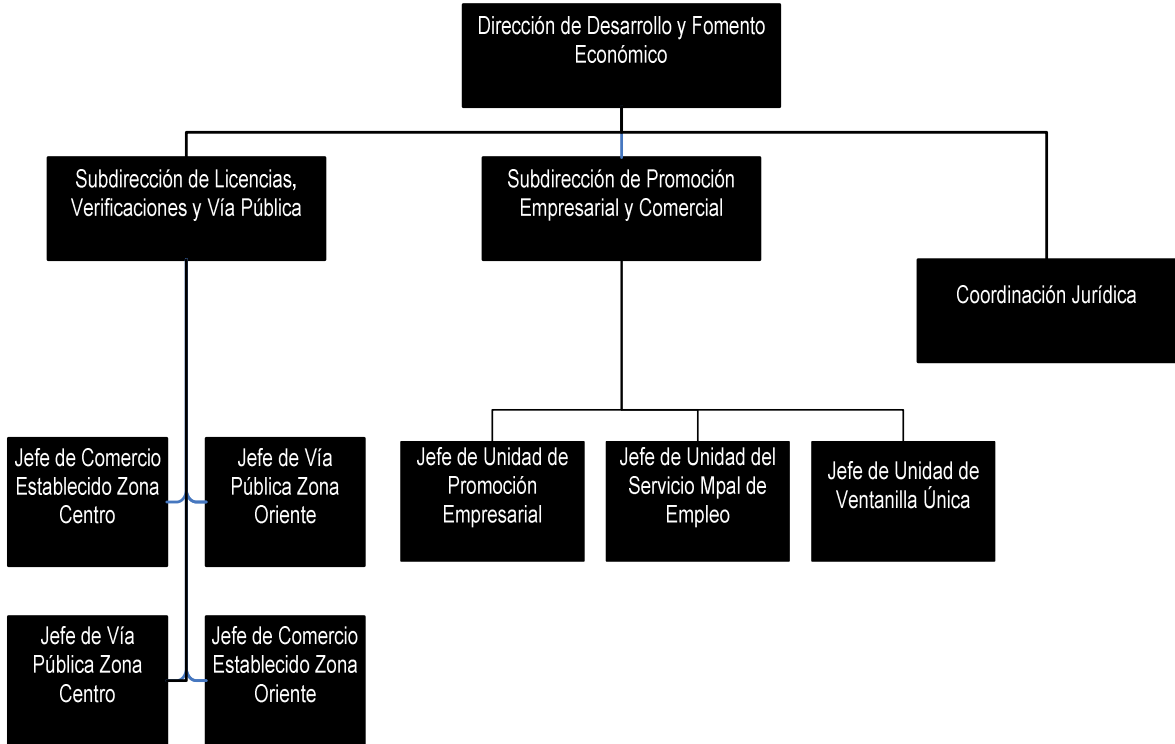 Dirección de Desarrollo y Fomento
Económico
Subdirección de Licencias,
Verificaciones y Vía Pública
Subdirección de Promoción
Empresarial y Comercial
Coordinación Jurídica
Jefe de Comercio
Establecido Zona
Centro
Jefe de Vía
Pública Zona
Oriente
Jefe de Unidad de
Promoción
Empresarial
Jefe de Unidad del
Servicio Mpal de
Empleo
Jefe de Unidad de
Ventanilla Única
Jefe de Vía
Pública Zona
Centro
Jefe de Comercio
Establecido Zona
Oriente